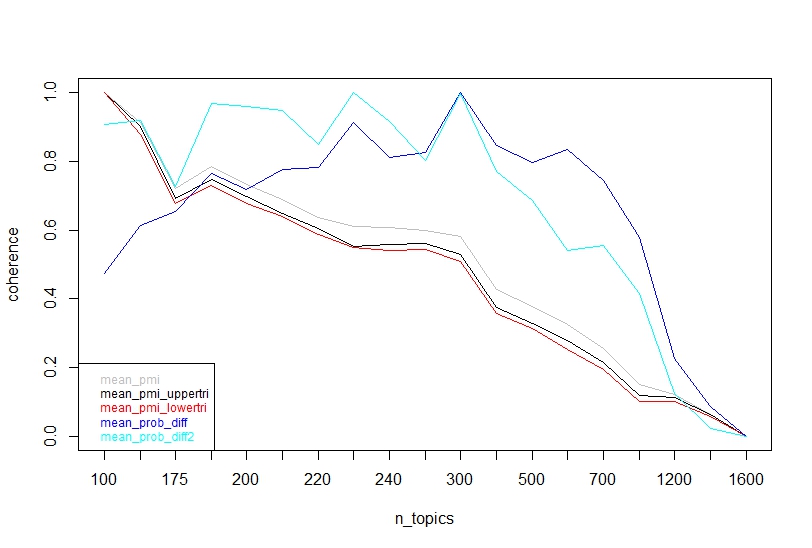 coherence
1.0
0.8
0.6
0.4
0.2
0.0
mean_pmi
mean_pmi_uppertri
mean_pmi_lowertri
mean_prob_diff
mean_prob_diff2
100 175 200 220 240 300 500 700 1200 1600
n_topics